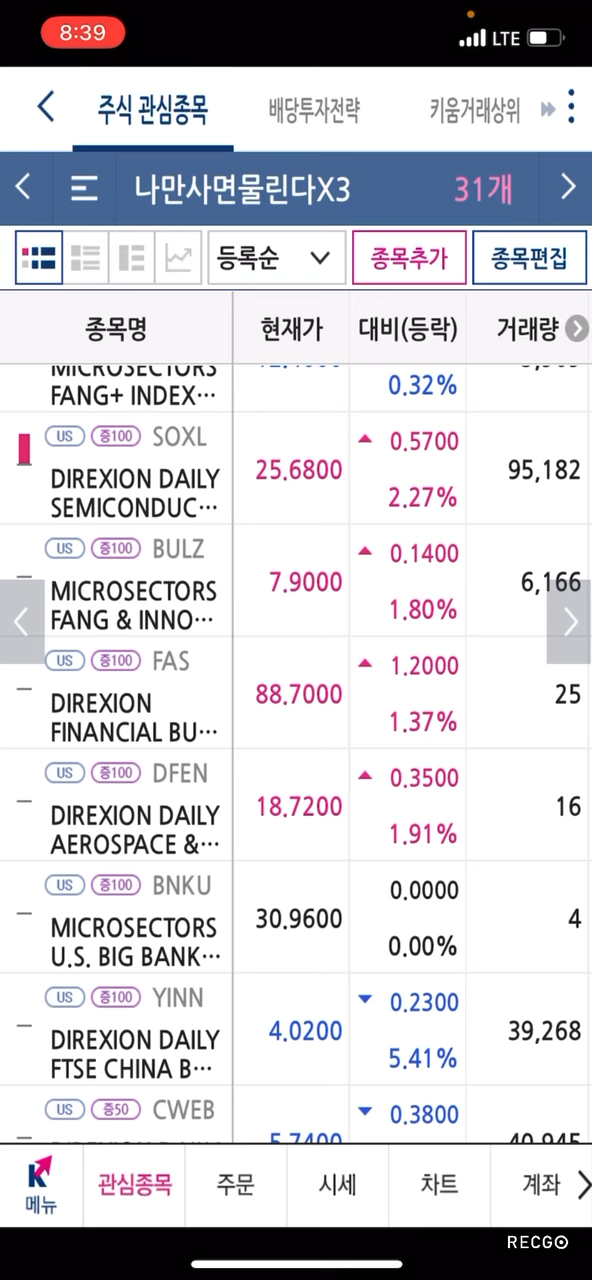 8:39
LTE
주식 관심종목 배당투자전략 키움거래상위
나만사면물린다X3 31개
등록순 종목추가 종목편집
종목명 현재가 대비(등락) 거래량
MICROSECTORS
FANG+ INDEX···
0.32%
US 증100 SOXL
DIREXION DAILY
SEMICONDUC···
25.6800
▲ 0.5700
2.27%
95,182
US 증100 BULZ
MICROSECTORS
FANG & INNO···
7.9000
▲ 0.1400
1.80%
6,166
US 증100 FAS
DIREXION
FINANCIAL BU···
88.7000
▲ 1.2000
1.37%
25
US 증100 DFEN
DIREXION DAILY
AEROSPACE &···
18.7200
▲ 0.3500
1.91%
16
US 증100 BNKU
MICROSECTORS
U.S. BIG BANK···
30.9600
0.0000
0.00%
4
US 증100 YINN
DIREXION DAILY
FTSE CHINA B···
4.0200
▼ 0.2300
5.41%
39,268
US 증50 CWEB
5.7400
▼ 0.3800
40,945
메뉴 관심종목 주문 시세 차트 계좌
RECGO